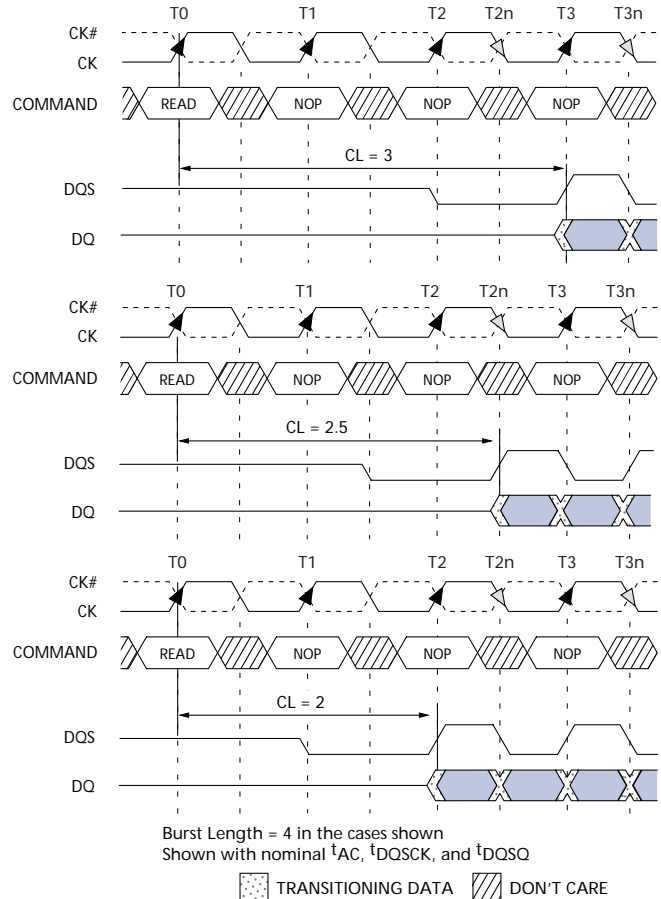 T0 T1 T2 T2n T3 T3n
CK#
CK
COMMAND READ NOP NOP NOP
CL = 3
DQS
DQ
T0 T1 T2 T2n T3 T3n
CK#
CK
COMMAND READ NOP NOP NOP
CL = 2.5
DQS
DQ
T0 T1 T2 T2n T3 T3n
CK#
CK
COMMAND READ NOP NOP NOP
CL = 2
DQS
DQ
Burst Length = 4 in the cases shown
Shown with nominal tAC, tDQSCK, and tDQSQ
TRANSITIONING DATA DON'T CARE